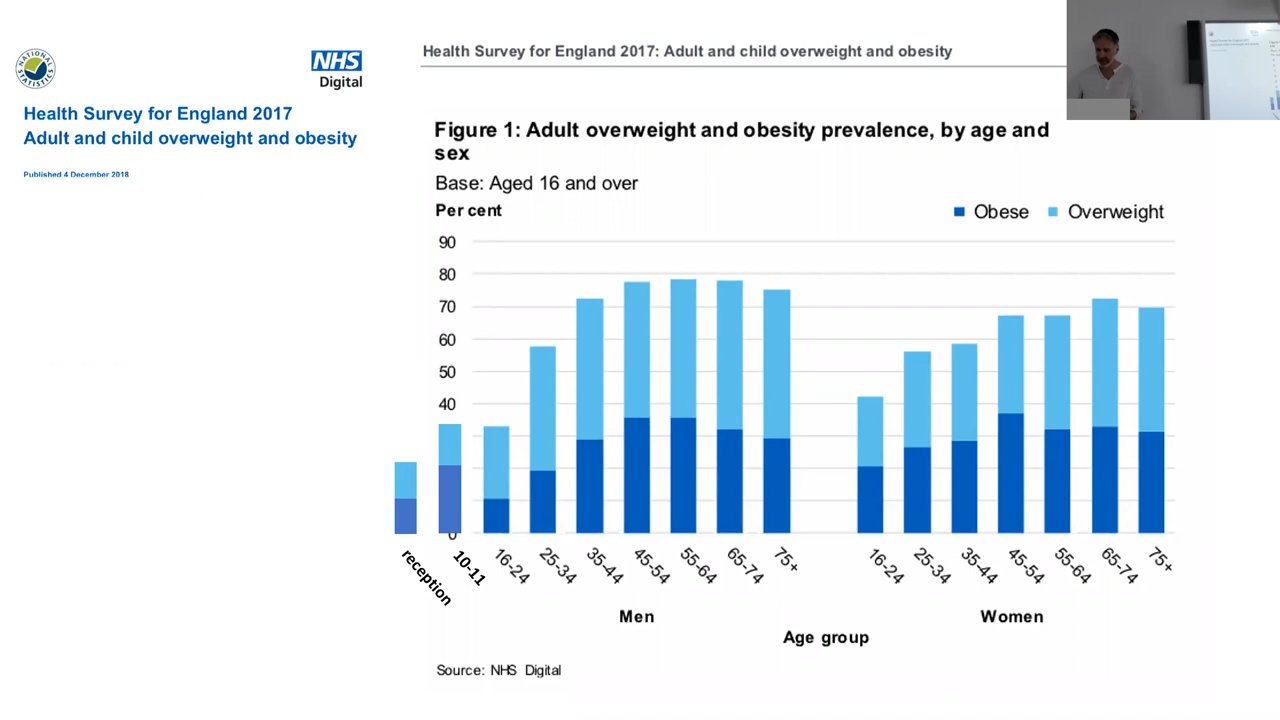 NATIONAL STATISTICS
NHS
Digital
Health Survey for England 2017
Adult and child overweight and obesity
Published 4 December 2018
Health Survey for England 2017: Adult and child overweight and obesity
Figure 1: Adult overweight and obesity prevalence, by age and
sex
Base: Aged 16 and over
Per cent
Obese Overweight
90
80
70
60
50
40
0
reception 10-11 16-24 25-34 35-44 45-54 55-64 65-74 75+ 16-24 25-34 35-44 45-54 55-64 65-74 75+
Men Women
Age group
Source: NHS Digital